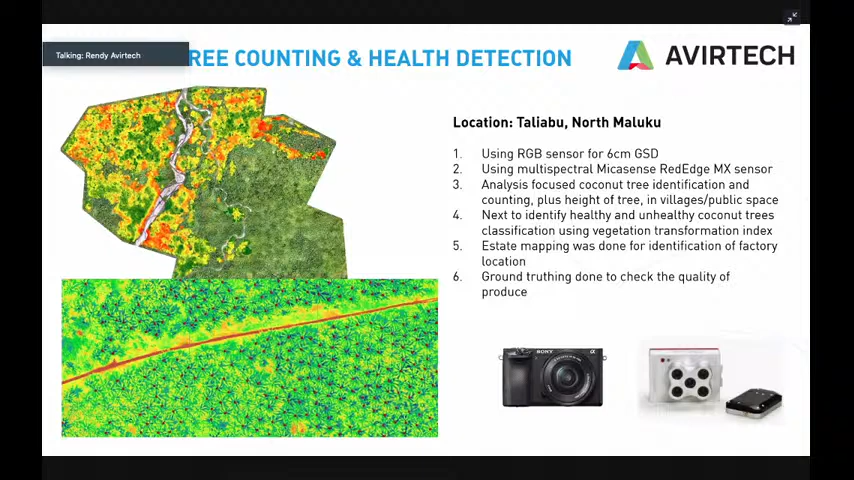 Talking: Rendy Avirtech
REE COUNTING & HEALTH DETECTION
AVIRTECH
Location: Taliabu, North Maluku
1. Using RGB sensor for 6cm GSD
2. Using multispectral Micasense RedEdge MX sensor
3. Analysis focused coconut tree identification and
counting, plus height of tree, in villages/public space
4. Next to identify healthy and unhealthy coconut trees
classification using vegetation transformation index
5. Estate mapping was done for identification of factory
location
6. Ground truthing done to check the quality of
produce
SONY
α